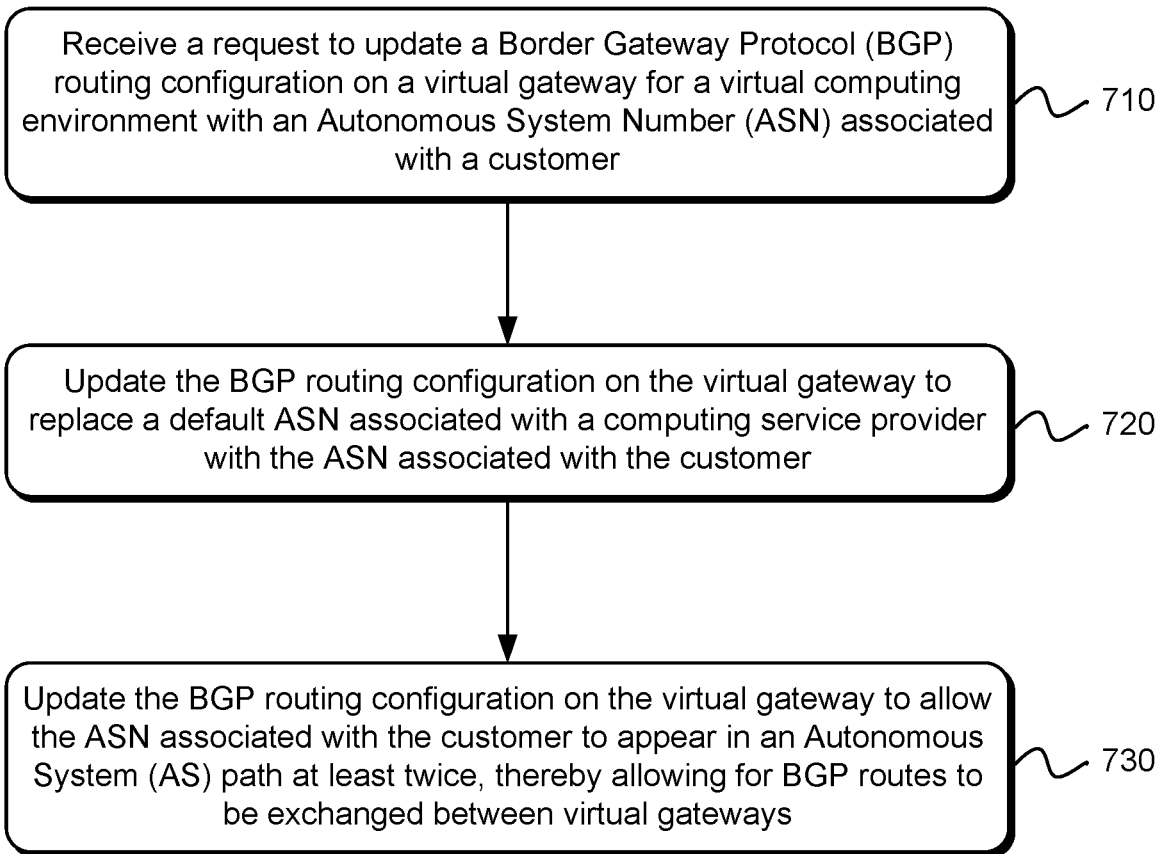 Receive a request to update a Border Gateway Protocol (BGP)
routing configuration on a virtual gateway for a virtual computing
environment with an Autonomous System Number (ASN) associated
with a customer
710
Update the BGP routing configuration on the virtual gateway to
replace a default ASN associated with a computing service provider
with the ASN associated with the customer
720
Update the BGP routing configuration on the virtual gateway to allow
the ASN associated with the customer to appear in an Autonomous
System (AS) path at least twice, thereby allowing for BGP routes to
be exchanged between virtual gateways
730